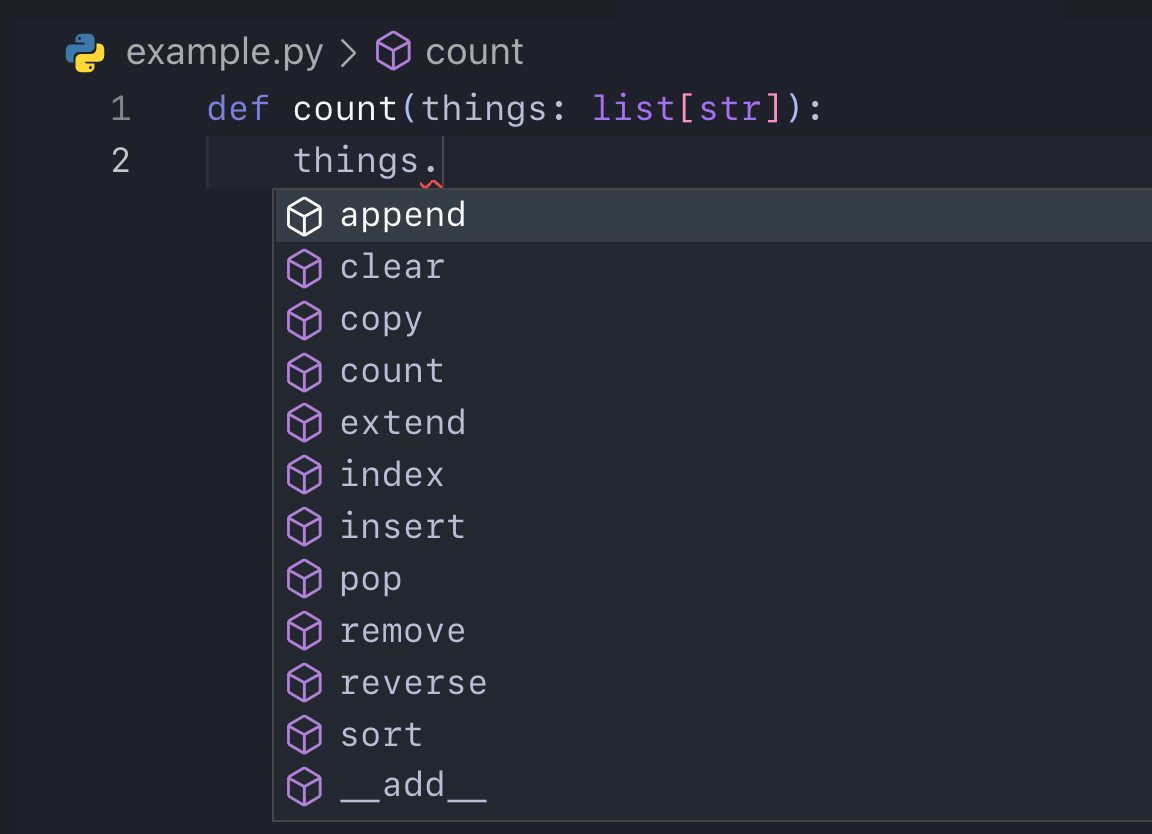 example.py > count
1 def count(things: list[str]):
2 things.
append
clear
copy
count
extend
index
insert
pop
remove
reverse
sort
__add__